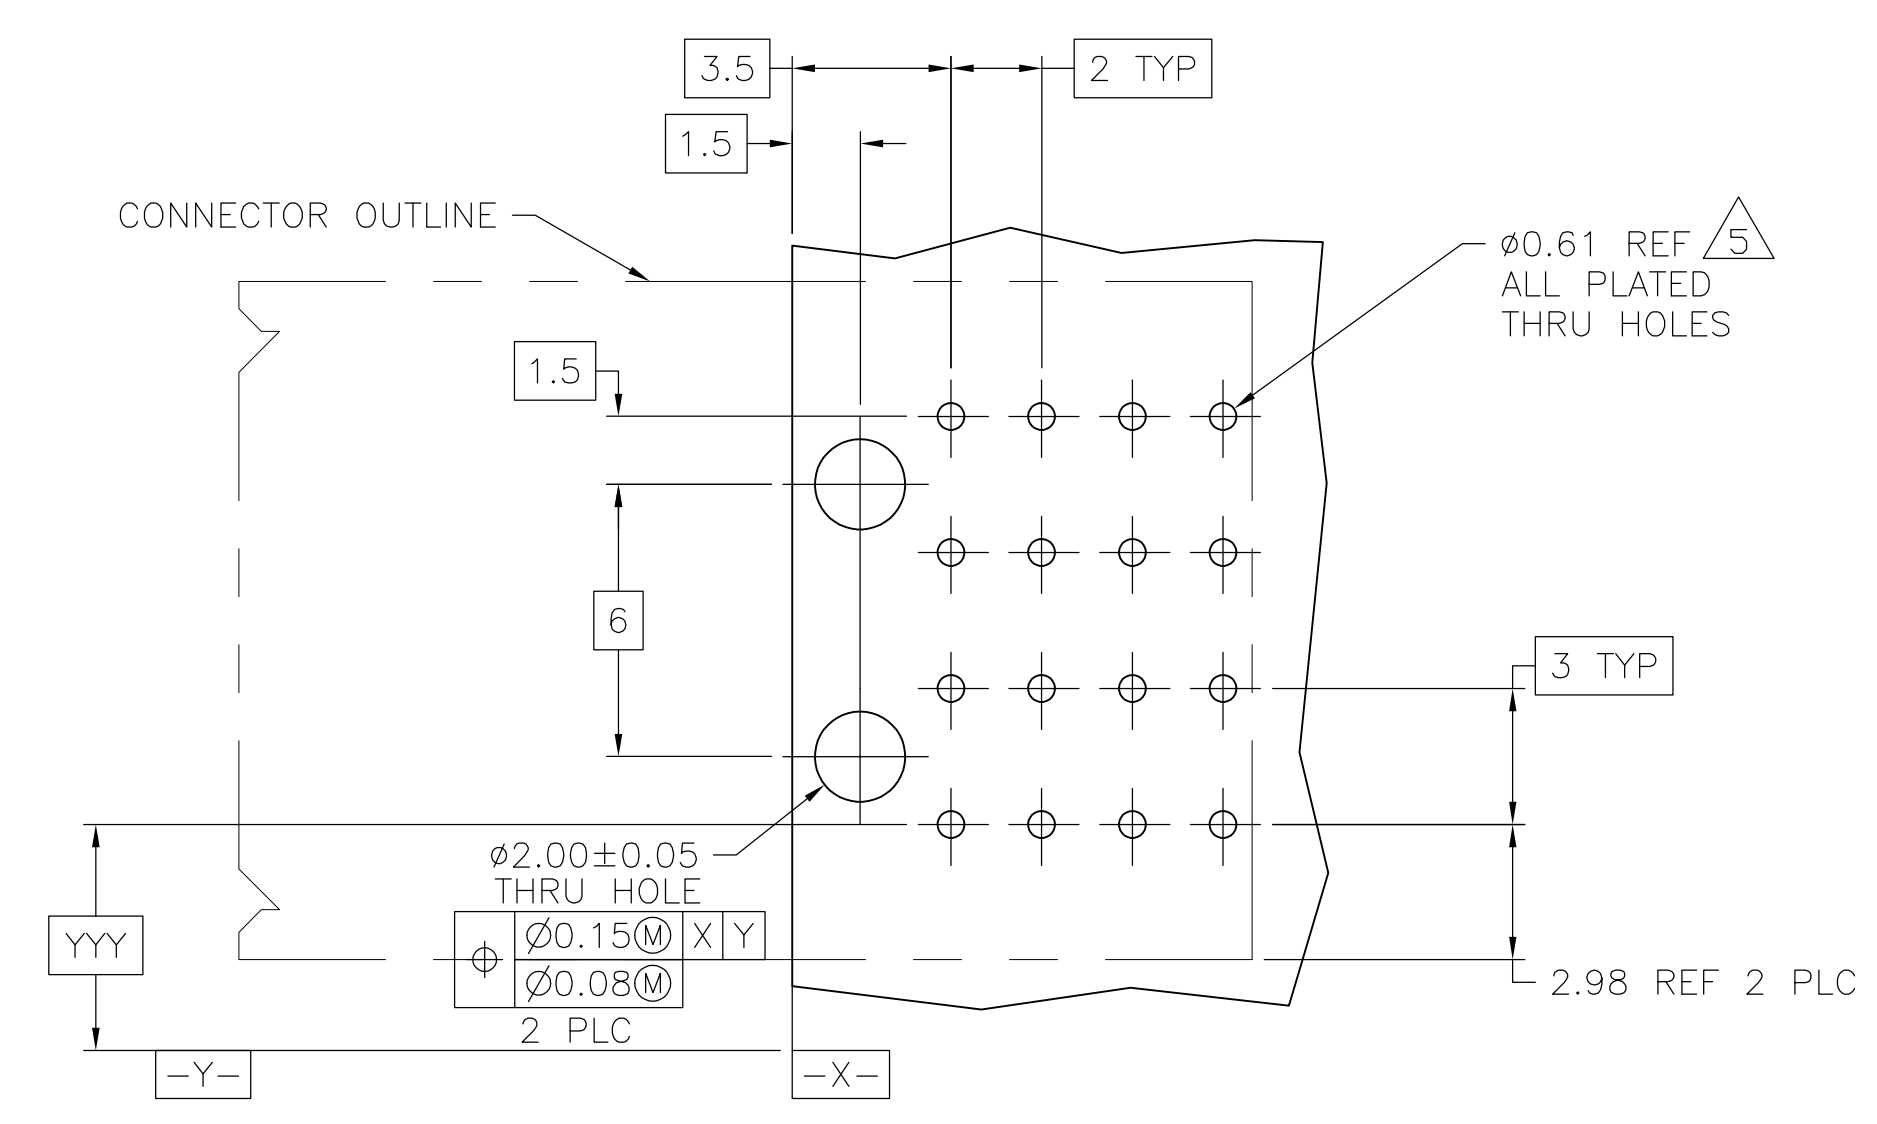 3.5
2 TYP
1.5
CONNECTOR OUTLINE
ø0.61 REF 5
ALL PLATED
THRU HOLES
1.5
6
3 TYP
ø2.00±0.05
THRU HOLE
Ø0.15Ⓜ X Y
Ø0.08Ⓜ
2 PLC
YYY
2.98 REF 2 PLC
-Y-
-X-